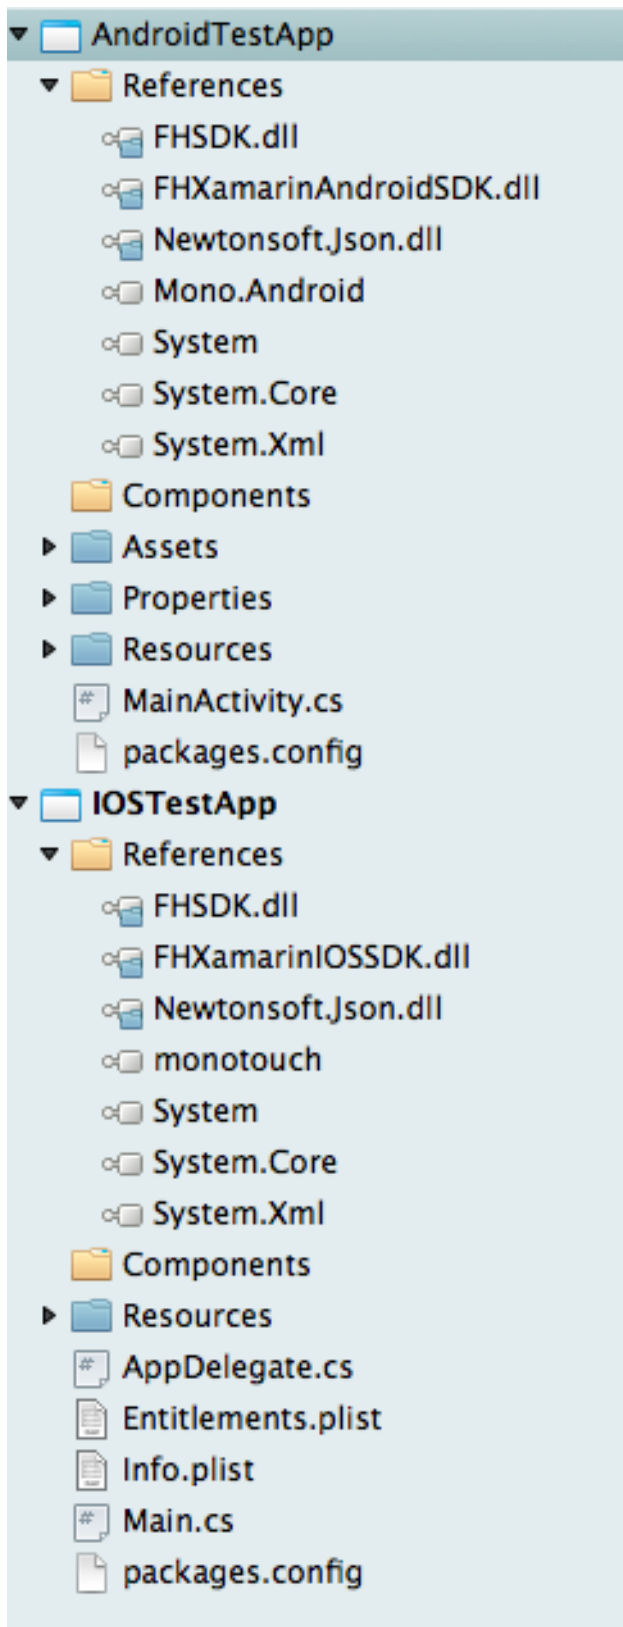 AndroidTestApp
References
FHSDK.dll
FHXamarinAndroidSDK.dll
Newtonsoft.Json.dll
Mono.Android
System
System.Core
System.Xml
Components
Assets
Properties
Resources
MainActivity.cs
packages.config
IOSTestApp
References
FHSDK.dll
FHXamarinIOSSDK.dll
Newtonsoft.Json.dll
monotouch
System
System.Core
System.Xml
Components
Resources
AppDelegate.cs
Entitlements.plist
Info.plist
Main.cs
packages.config